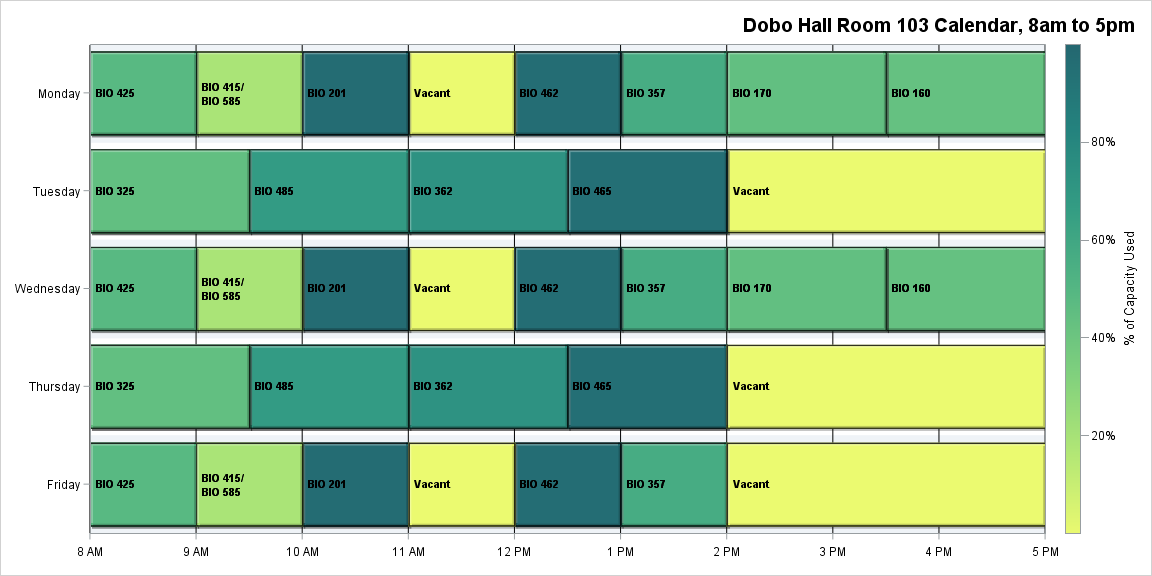 Dobo Hall Room 103 Calendar, 8am to 5pm
Monday
BIO 425
BIO 415/
BIO 585
BIO 201
Vacant
BIO 462
BIO 357
BIO 170
BIO 160
Tuesday
BIO 325
BIO 485
BIO 362
BIO 465
Vacant
Wednesday
BIO 425
BIO 415/
BIO 585
BIO 201
Vacant
BIO 462
BIO 357
BIO 170
BIO 160
Thursday
BIO 325
BIO 485
BIO 362
BIO 465
Vacant
Friday
BIO 425
BIO 415/
BIO 585
BIO 201
Vacant
BIO 462
BIO 357
Vacant
8 AM
9 AM
10 AM
11 AM
12 PM
1 PM
2 PM
3 PM
4 PM
5 PM
80%
60%
40%
20%
% of Capacity Used